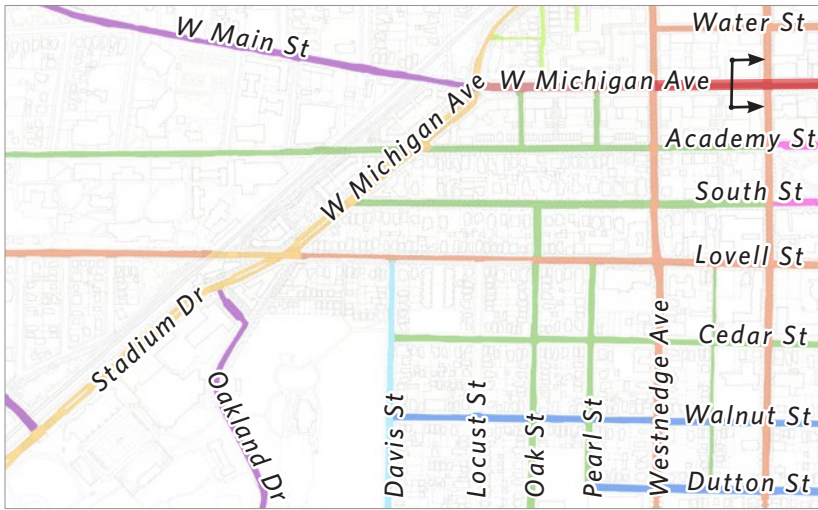 Water St
W Main St
W Michigan Ave
W Michigan Ave
Academy St
South St
Lovell St
Stadium Dr
Cedar St
Oakland Dr
Davis St
Locust St
Oak St
Pearl St
Westnedge Ave
Walnut St
Dutton St